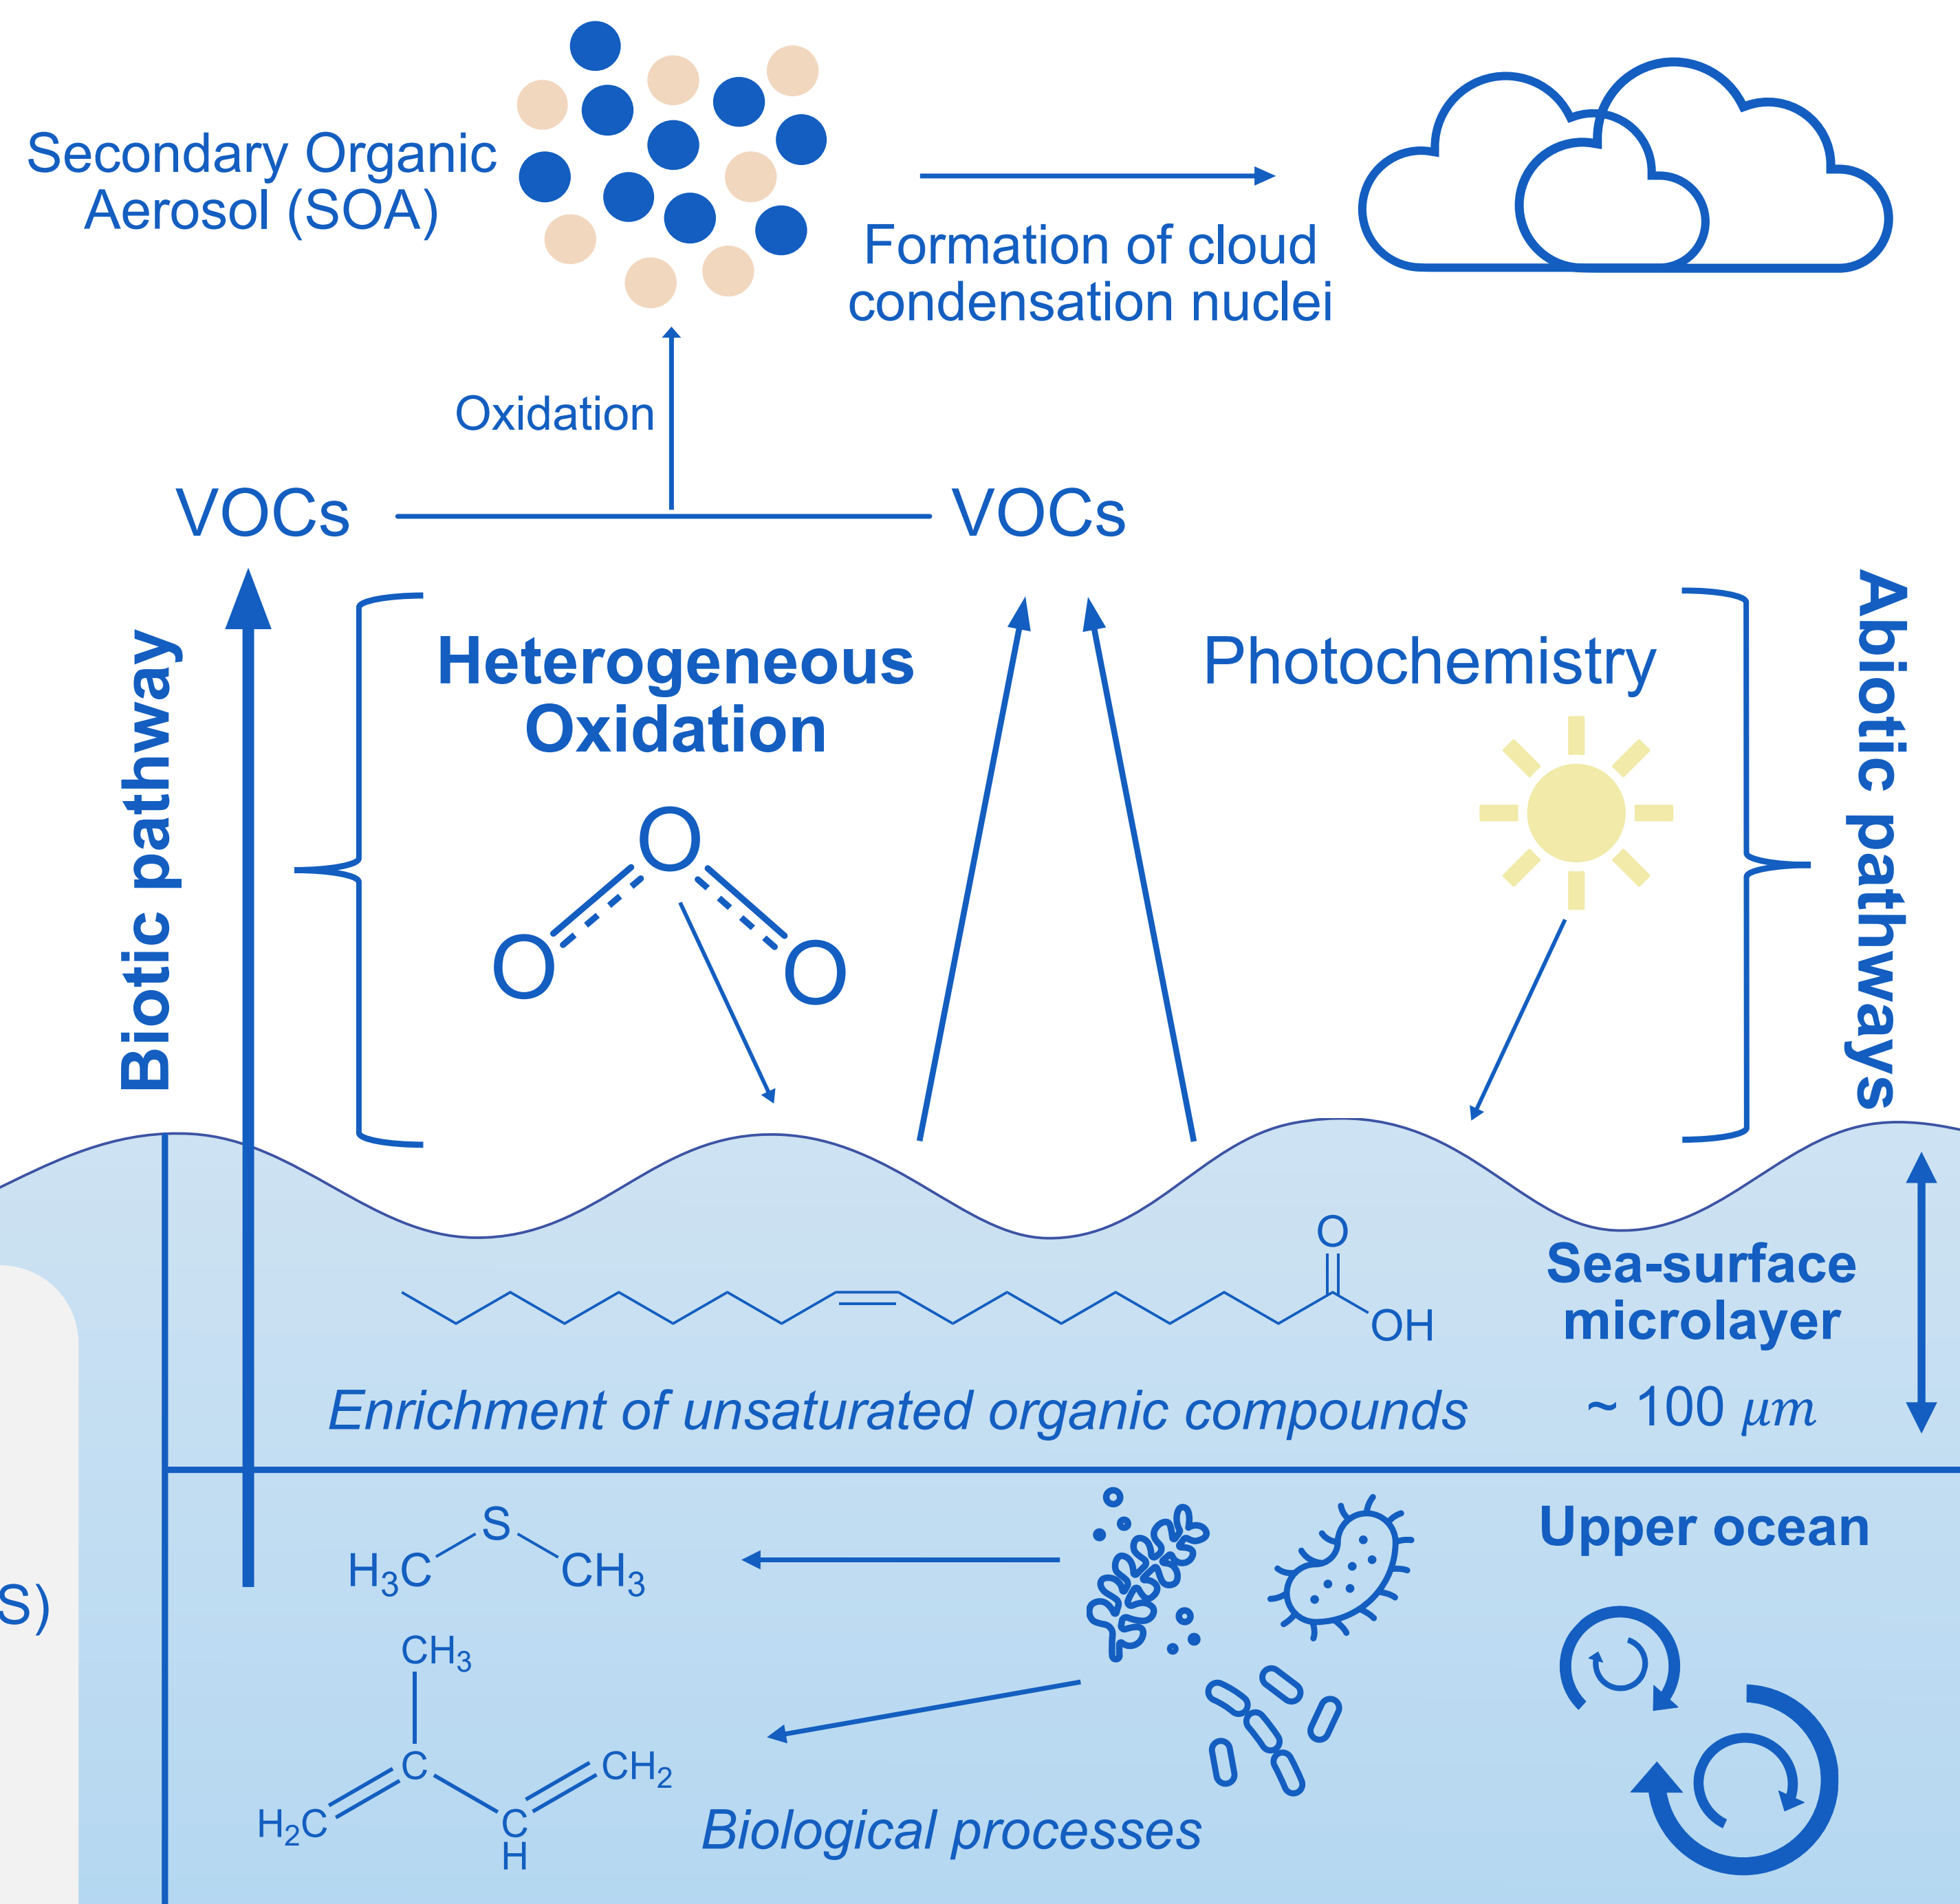 Secondary Organic
Aerosol (SOA)
Formation of cloud
condensation nuclei
Oxidation
VOCs
VOCs
Biotic pathway
Heterogeneous
Oxidation
Photochemistry
Abiotic pathways
O
O
O
O
OH
Sea-surface
microlayer
~ 100 μm
Enrichment of unsaturated organic compounds
Upper ocean
S
H3C
CH3
S)
CH3
C
CH2
H2C
C
H
Biological processes